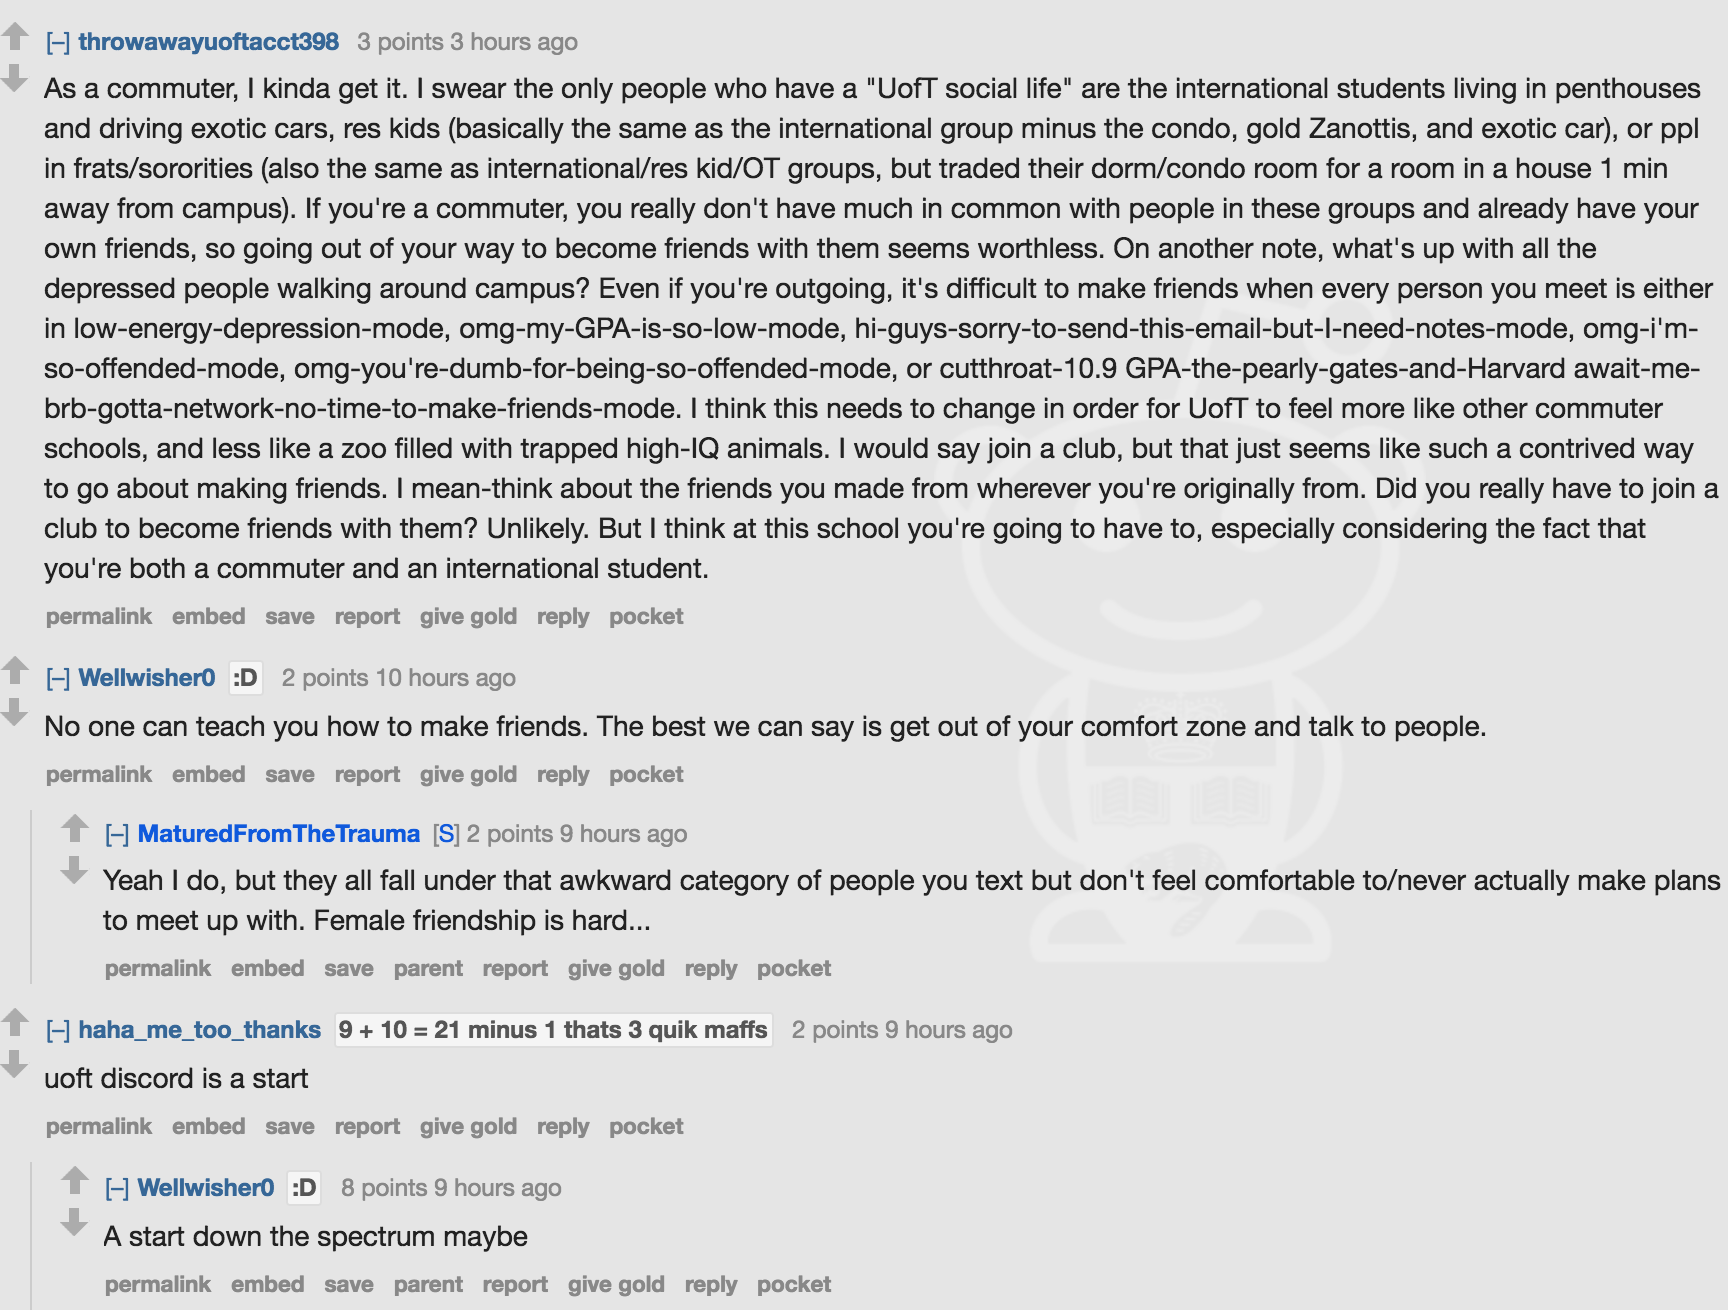 [–] throwawayuoftacct398 3 points 3 hours ago
As a commuter, I kinda get it. I swear the only people who have a "UofT social life" are the international students living in penthouses
and driving exotic cars, res kids (basically the same as the international group minus the condo, gold Zanottis, and exotic car), or ppl
in frats/sororities (also the same as international/res kid/OT groups, but traded their dorm/condo room for a room in a house 1 min
away from campus). If you're a commuter, you really don't have much in common with people in these groups and already have your
own friends, so going out of your way to become friends with them seems worthless. On another note, what's up with all the
depressed people walking around campus? Even if you're outgoing, it's difficult to make friends when every person you meet is either
in low-energy-depression-mode, omg-my-GPA-is-so-low-mode, hi-guys-sorry-to-send-this-email-but-I-need-notes-mode, omg-i'm-
so-offended-mode, omg-you're-dumb-for-being-so-offended-mode, or cutthroat-10.9 GPA-the-pearly-gates-and-Harvard await-me-
brb-gotta-network-no-time-to-make-friends-mode. I think this needs to change in order for UofT to feel more like other commuter
schools, and less like a zoo filled with trapped high-IQ animals. I would say join a club, but that just seems like such a contrived way
to go about making friends. I mean-think about the friends you made from wherever you're originally from. Did you really have to join a
club to become friends with them? Unlikely. But I think at this school you're going to have to, especially considering the fact that
you're both a commuter and an international student.
permalink embed save report give gold reply pocket
[–] Wellwisher0 :D 2 points 10 hours ago
No one can teach you how to make friends. The best we can say is get out of your comfort zone and talk to people.
permalink embed save report give gold reply pocket
[–] MaturedFromTheTrauma [S] 2 points 9 hours ago
Yeah I do, but they all fall under that awkward category of people you text but don't feel comfortable to/never actually make plans
to meet up with. Female friendship is hard...
permalink embed save parent report give gold reply pocket
[–] haha_me_too_thanks 9 + 10 = 21 minus 1 thats 3 quik maffs 2 points 9 hours ago
uoft discord is a start
permalink embed save report give gold reply pocket
[–] Wellwisher0 :D 8 points 9 hours ago
A start down the spectrum maybe
permalink embed save parent report give gold reply pocket